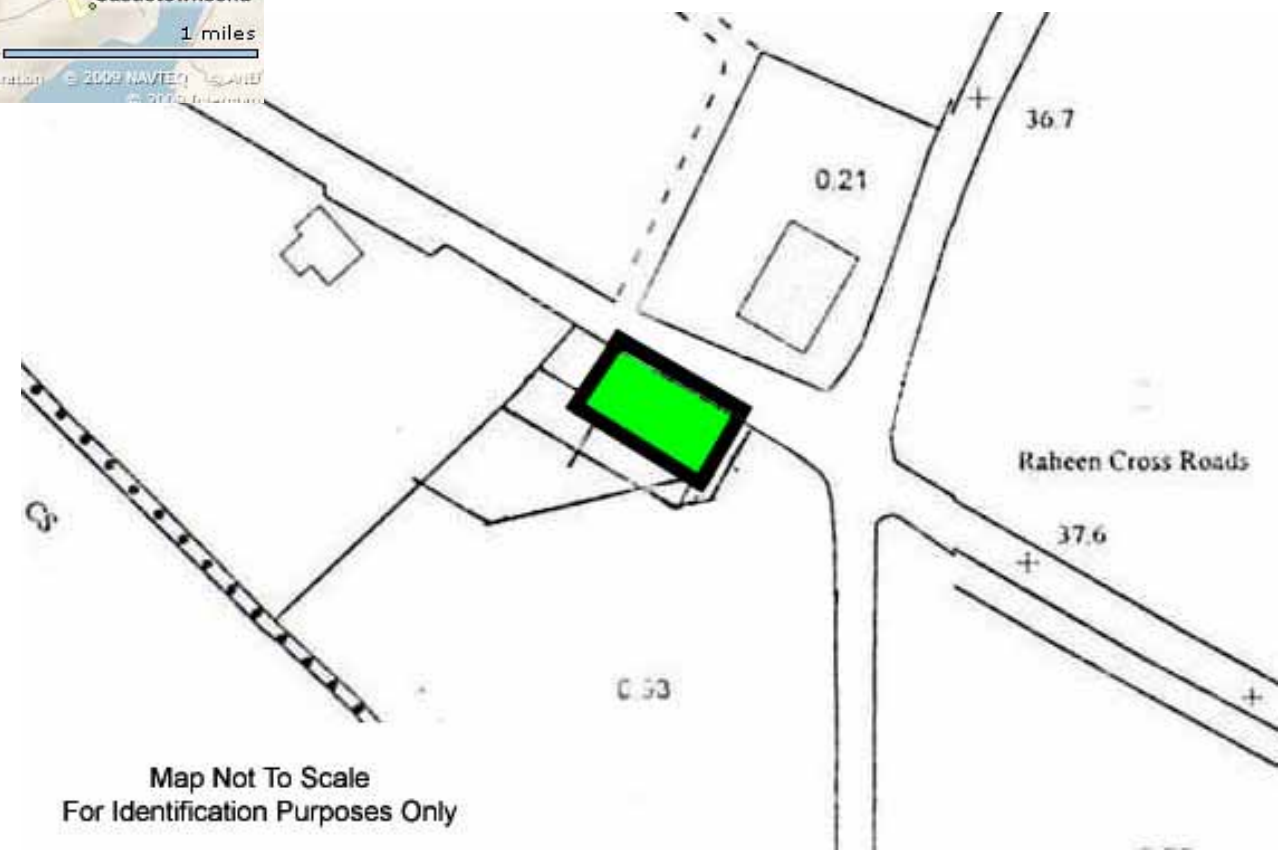 1 miles
© 2009 NAVTEQ
36.7
0.21
Raheen Cross Roads
37.6
Map Not To Scale
For Identification Purposes Only